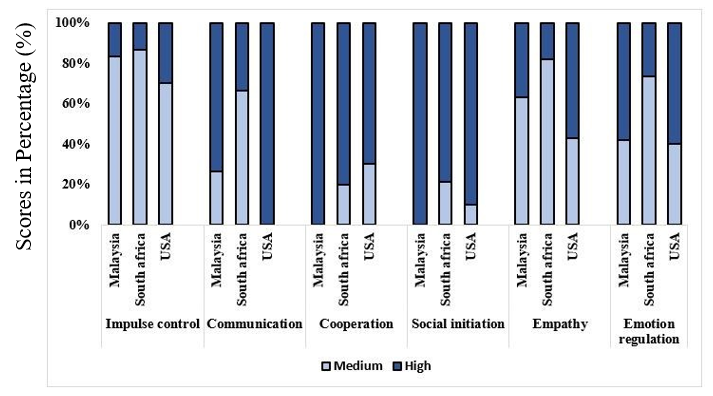 Scores in Percentage (%)
100%
80%
60%
40%
20%
0%
Malaysia
South africa
USA
Malaysia
South africa
USA
Malaysia
South africa
USA
Malaysia
South africa
USA
Malaysia
South africa
USA
Malaysia
South africa
USA
Impulse control
Communication
Cooperation
Social initiation
Empathy
Emotion
regulation
Medium
High